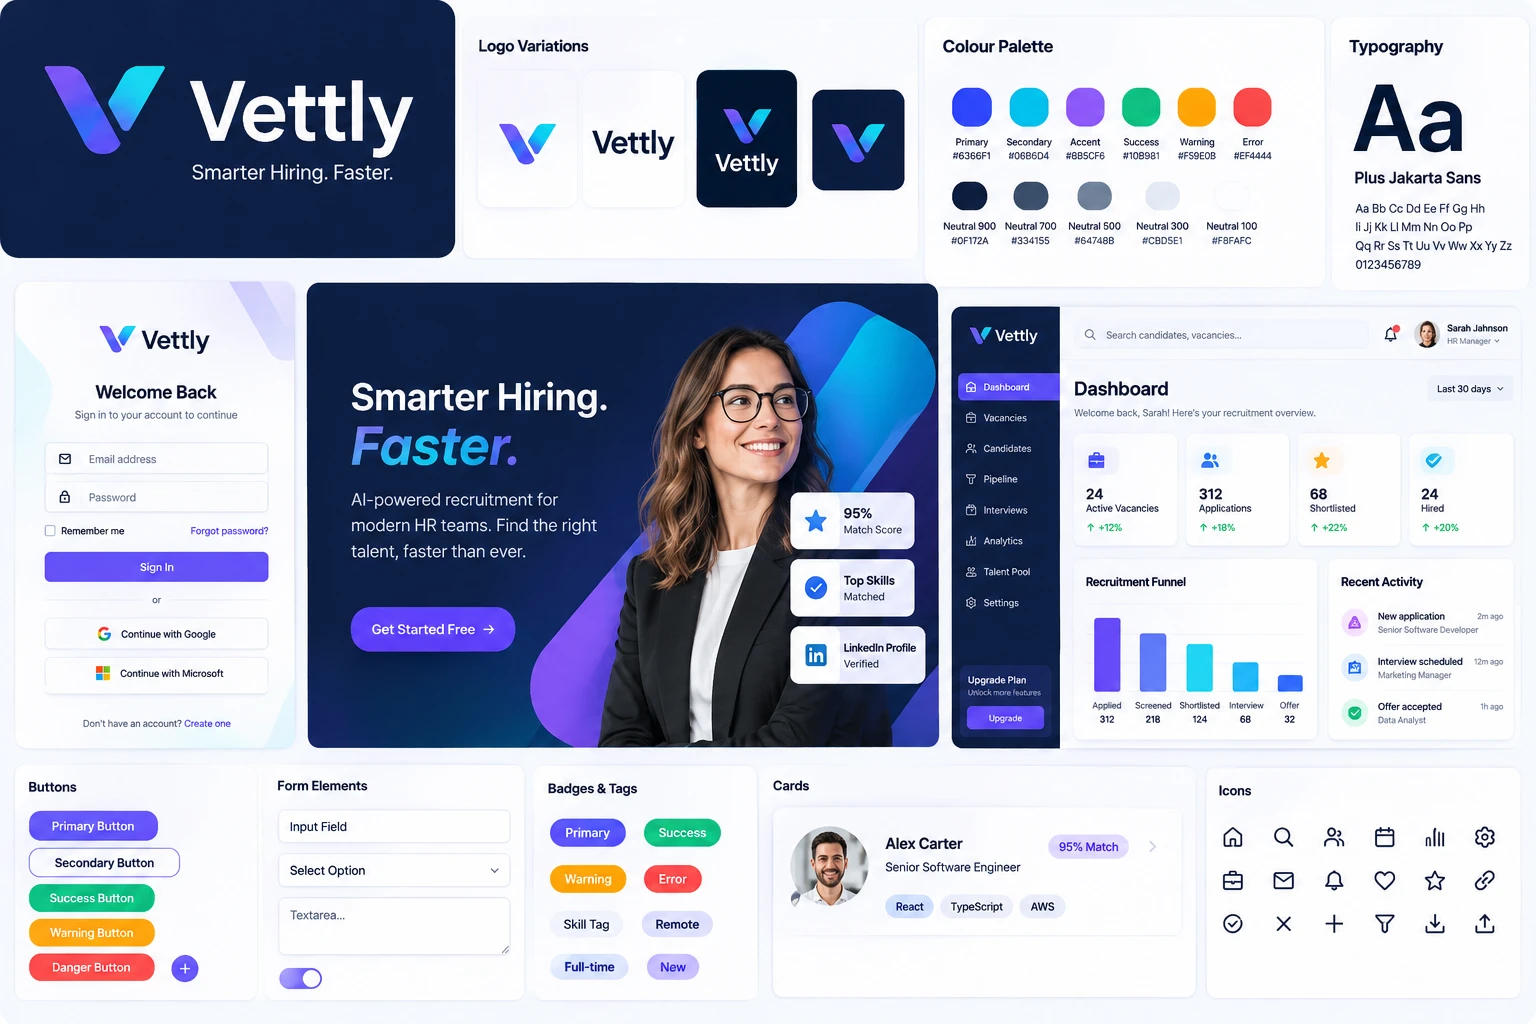 Vettly
Smarter Hiring. Faster.
Logo Variations
Vettly
Vettly
Colour Palette
Primary
#6366F1
Secondary
#06B6D4
Accent
#8B5CF6
Success
#10B981
Warning
#F59E0B
Error
#EF4444
Neutral 900
#0F172A
Neutral 700
#334155
Neutral 500
#64748B
Neutral 300
#CBD5E1
Neutral 100
#F8FAFC
Typography
Aa
Plus Jakarta Sans
Aa Bb Cc Dd Ee Ff Gg Hh
Ii Jj Kk Ll Mm Nn Oo Pp
Qq Rr Ss Tt Uu Vv Ww Xx Yy Zz
0123456789
Vettly
Welcome Back
Sign in to your account to continue
Email address
Password
Remember me
Forgot password?
Sign In
or
Continue with Google
Continue with Microsoft
Don't have an account? Create one
Smarter Hiring.
Faster.
AI-powered recruitment for
modern HR teams. Find the right
talent, faster than ever.
Get Started Free →
95%
Match Score
Top Skills
Matched
in
LinkedIn Profile
Verified
Vettly
Dashboard
Vacancies
Candidates
Pipeline
Interviews
Analytics
Talent Pool
Settings
Upgrade Plan
Unlock more features
Upgrade
Search candidates, vacancies...
Sarah Jahnson
HR Manager
Dashboard
Welcome back, Sarah! Here's your recruitment overview.
Last 30 days
24
Active Vacancies
↑ +12%
312
Applications
↑ +18%
68
Shortlisted
↑ +22%
24
Hired
↑ +20%
Recruitment Funnel
Applied
312
Screened
218
Shortlisted
124
Interview
68
Offer
32
Recent Activity
New application
2m ago
Senior Software Developer
Interview scheduled
12m ago
Marketing Manager
Offer accepted
1h ago
Data Analyst
Buttons
Primary Button
Secondary Button
Success Button
Warning Button
Danger Button
+
Form Elements
Input Field
Select Option
Textarea...
Badges & Tags
Primary
Success
Warning
Error
Skill Tag
Remote
Full-time
New
Cards
Alex Carter
Senior Software Engineer
95% Match
React
TypeScript
AWS
Icons